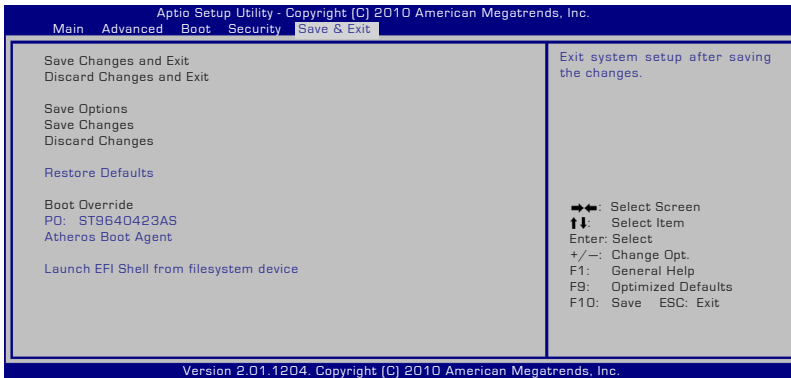 Aptio Setup Utility - Copyright (C) 2010 American Megatrends, Inc.
Main Advanced Boot Security Save & Exit
Save Changes and Exit
Discard Changes and Exit
Save Options
Save Changes
Discard Changes
Restore Defaults
Boot Override
P0: ST9640423AS
Atheros Boot Agent
Launch EFI Shell from filesystem device
Exit system setup after saving
the changes.
→←: Select Screen
↑↓: Select Item
Enter: Select
+/—: Change Opt.
F1: General Help
F9: Optimized Defaults
F10: Save ESC: Exit
Version 2.01.1204. Copyright (C) 2010 American Megatrends, Inc.